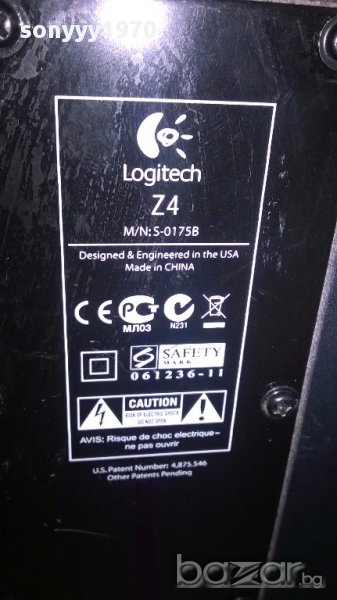 sonyyy1970
Logitech
Z4
M/N: S-0175B
Designed & Engineered in the USA
Made in CHINA
CE PC
МЛ03 N231
S SAFETY
MARK
061236-11
CAUTION
RISK OF ELECTRIC SHOCK
DO NOT OPEN
AVIS: Risque de choc electrique-
ne pas ouvrir
U.S. Patent Number: 4,875,546
Other Patents Pending
bazar.bg